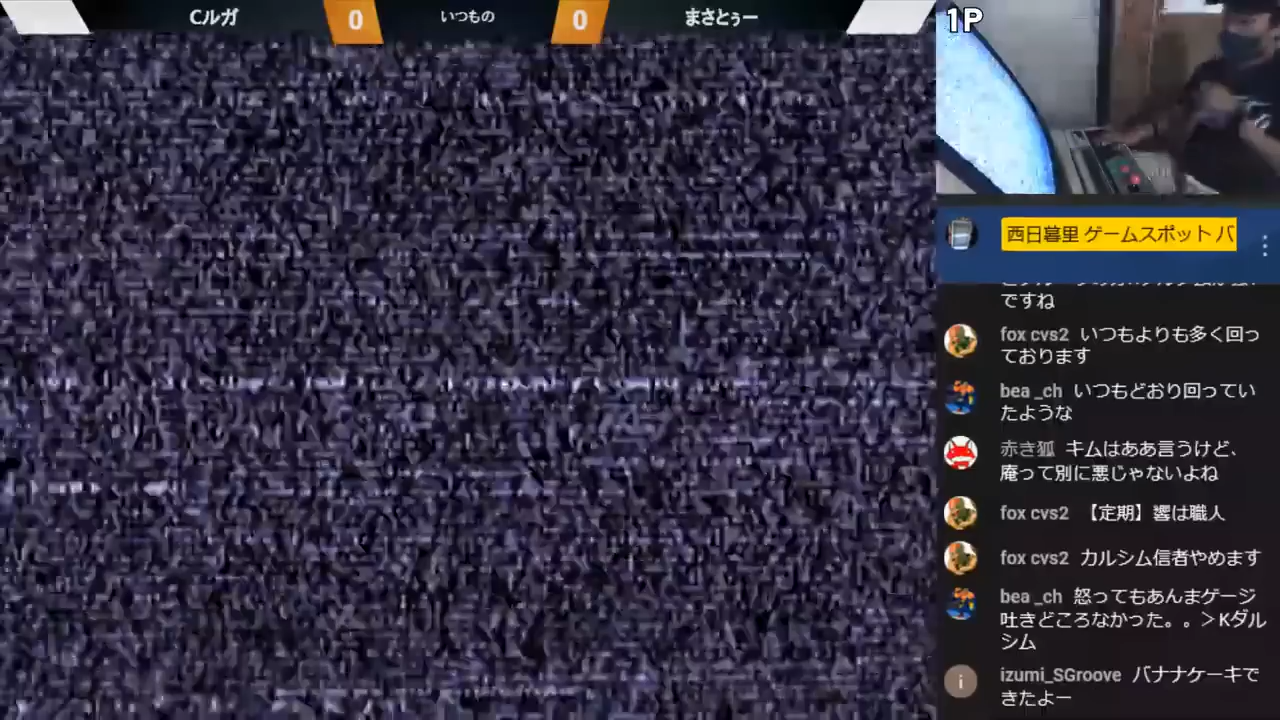 Cルガ
0
いつもの
0
まさとぅー
1P
西日暮里 ゲームスポット バ
ですね
fox cvs2 いつもよりも多く回っ
ております
bea _ch いつもどおり回ってい
たような
赤き狐 キムはああ言うけど、
庵って別に悪じゃないよね
fox cvs2 【定期】響は職人
fox cvs2 カルシム信者やめます
bea _ch 怒ってもあんまゲージ
吐きどころなかった。。＞Kダル
シム
izumi_SGroove バナナケーキで
きたよー